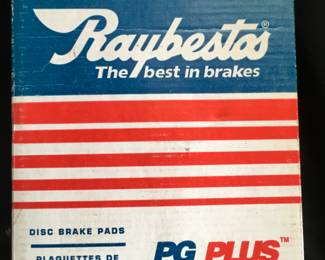 Raybestos®
The best in brakes
DISC BRAKE PADS
PG PLUS™
PLAQUETTES DE